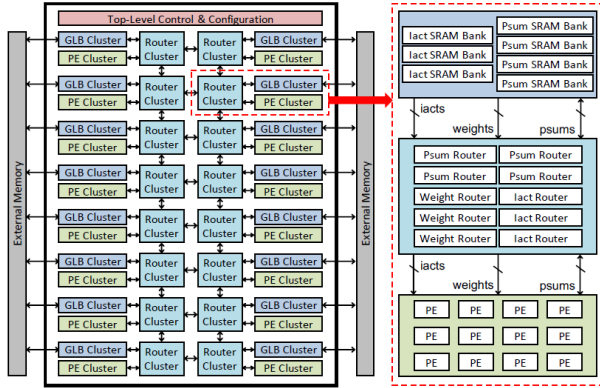 Top-Level Control & Configuration
External Memory
GLB Cluster
PE Cluster
Router
Cluster
Router
Cluster
GLB Cluster
PE Cluster
GLB Cluster
PE Cluster
Router
Cluster
Router
Cluster
GLB Cluster
PE Cluster
GLB Cluster
PE Cluster
Router
Cluster
Router
Cluster
GLB Cluster
PE Cluster
GLB Cluster
PE Cluster
Router
Cluster
Router
Cluster
GLB Cluster
PE Cluster
GLB Cluster
PE Cluster
Router
Cluster
Router
Cluster
GLB Cluster
PE Cluster
GLB Cluster
PE Cluster
Router
Cluster
Router
Cluster
GLB Cluster
PE Cluster
GLB Cluster
PE Cluster
Router
Cluster
Router
Cluster
GLB Cluster
PE Cluster
GLB Cluster
PE Cluster
Router
Cluster
Router
Cluster
GLB Cluster
PE Cluster
External Memory
Iact SRAM Bank
Iact SRAM Bank
Iact SRAM Bank
Psum SRAM Bank
Psum SRAM Bank
Psum SRAM Bank
Psum SRAM Bank
iacts
weights
psums
Psum Router
Psum Router
Psum Router
Psum Router
Weight Router
Iact Router
Weight Router
Iact Router
Weight Router
Iact Router
iacts
weights
psums
PE
PE
PE
PE
PE
PE
PE
PE
PE
PE
PE
PE